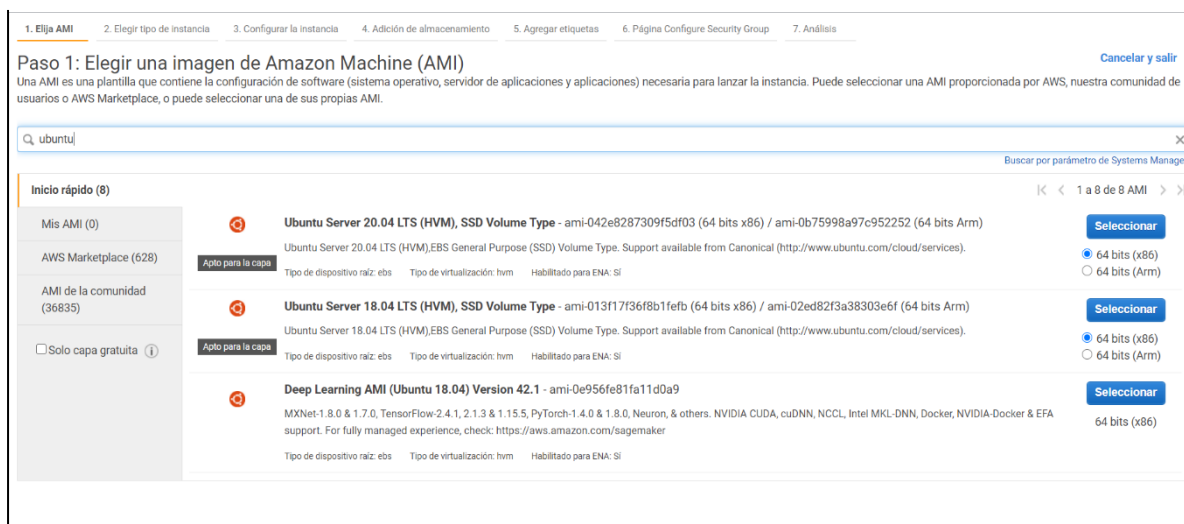 1. Elija AMI 2. Elegir tipo de instancia 3. Configurar la instancia 4. Adición de almacenamiento 5. Agregar etiquetas 6. Página Configure Security Group 7. Análisis
Paso 1: Elegir una imagen de Amazon Machine (AMI)
Cancelar y salir
Una AMI es una plantilla que contiene la configuración de software (sistema operativo, servidor de aplicaciones y aplicaciones) necesaria para lanzar la instancia. Puede seleccionar una AMI proporcionada por AWS, nuestra comunidad de
usuarios o AWS Marketplace, o puede seleccionar una de sus propias AMI.
ubuntu
Buscar por parámetro de Systems Manage
Inicio rápido (8)
1 a 8 de 8 AMI
Mis AMI (0)
AWS Marketplace (628)
AMI de la comunidad
(36835)
Solo capa gratuita
Ubuntu Server 20.04 LTS (HVM), SSD Volume Type - ami-042e8287309f5df03 (64 bits x86) / ami-0b75998a97c952252 (64 bits Arm)
Ubuntu Server 20.04 LTS (HVM),EBS General Purpose (SSD) Volume Type. Support available from Canonical (http://www.ubuntu.com/cloud/services).
Apto para la capa
Tipo de dispositivo raíz: ebs Tipo de virtualización: hvm Habilitado para ENA: Sí
Seleccionar
64 bits (x86)
64 bits (Arm)
Ubuntu Server 18.04 LTS (HVM), SSD Volume Type - ami-013f17f36f8b1fefb (64 bits x86) / ami-02ed82f3a38303e6f (64 bits Arm)
Ubuntu Server 18.04 LTS (HVM),EBS General Purpose (SSD) Volume Type. Support available from Canonical (http://www.ubuntu.com/cloud/services).
Apto para la capa
Tipo de dispositivo raíz: ebs Tipo de virtualización: hvm Habilitado para ENA: Sí
Seleccionar
64 bits (x86)
64 bits (Arm)
Deep Learning AMI (Ubuntu 18.04) Version 42.1 - ami-0e956fe81fa11d0a9
MXNet-1.8.0 & 1.7.0, TensorFlow-2.4.1, 2.1.3 & 1.15.5, PyTorch-1.4.0 & 1.8.0, Neuron, & others. NVIDIA CUDA, cuDNN, NCCL, Intel MKL-DNN, Docker, NVIDIA-Docker & EFA
support. For fully managed experience, check: https://aws.amazon.com/sagemaker
Tipo de dispositivo raíz: ebs Tipo de virtualización: hvm Habilitado para ENA: Sí
Seleccionar
64 bits (x86)